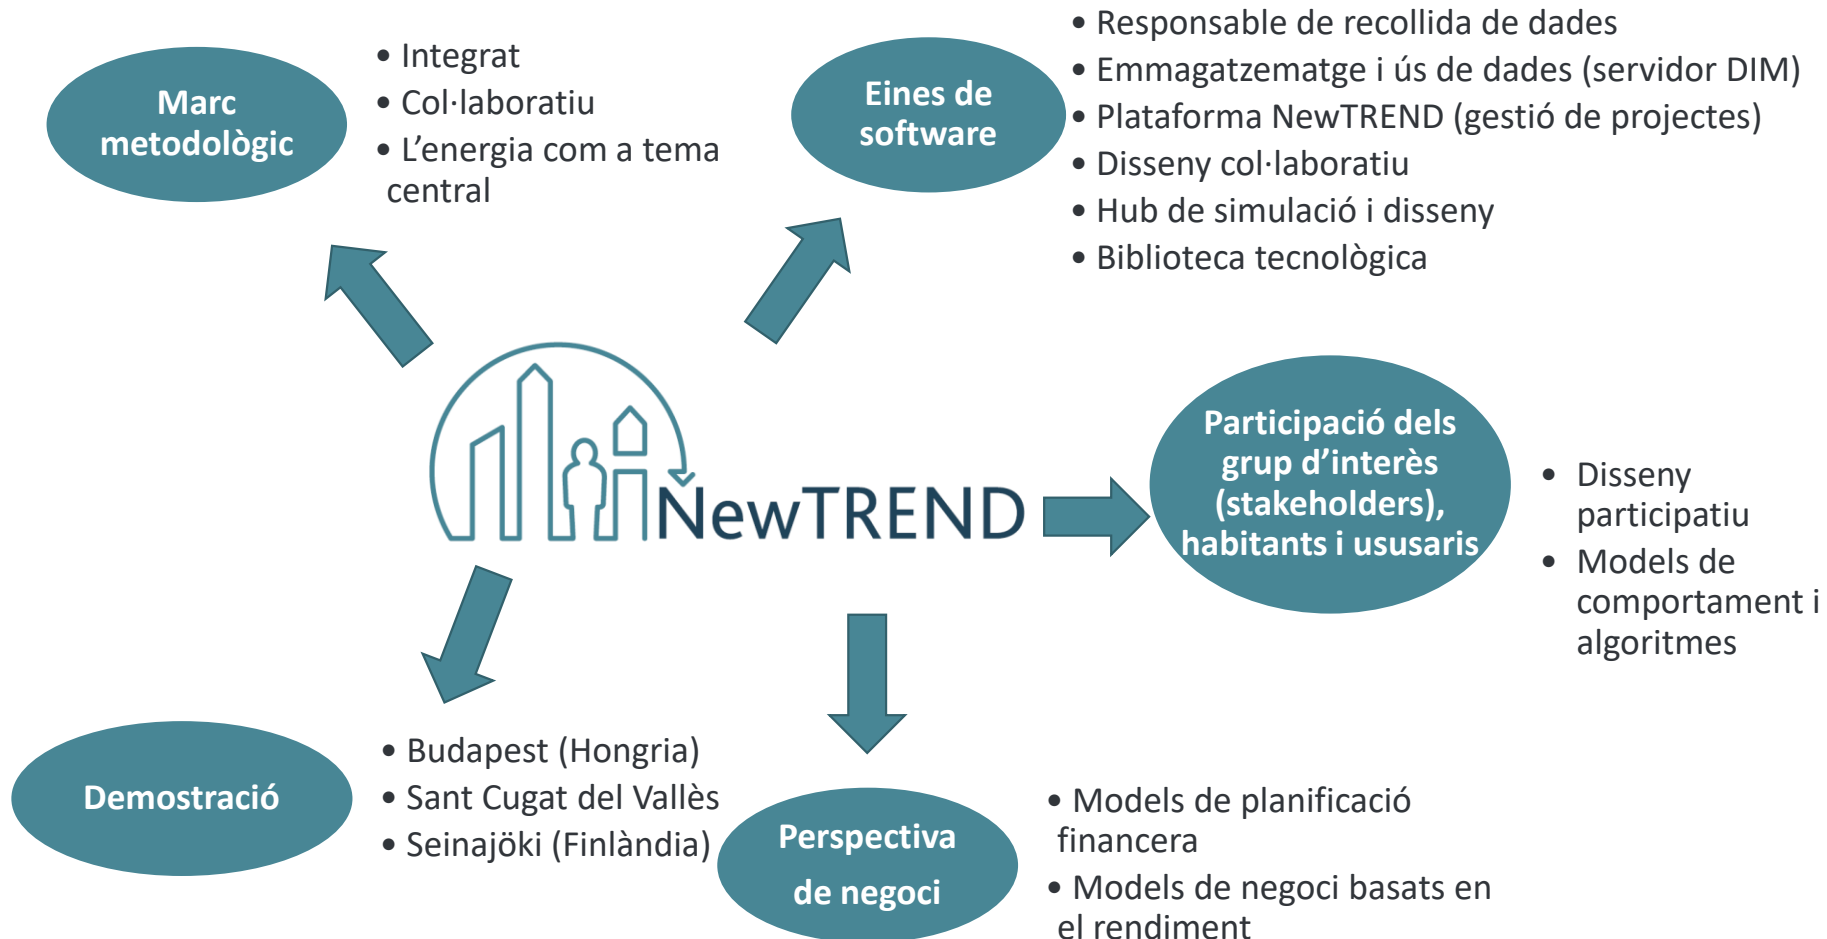 Marc
metodològic
• Integrat
• Col·laboratiu
• L’energia com a tema
central
Eines de
software
• Responsable de recollida de dades
• Emmagatzematge i ús de dades (servidor DIM)
• Plataforma NewTREND (gestió de projectes)
• Disseny col·laboratiu
• Hub de simulació i disseny
• Biblioteca tecnològica
NewTREND
Participació dels
grup d’interès
(stakeholders),
habitants i ususaris
• Disseny
participatiu
• Models de
comportament i
algoritmes
Demostració
• Budapest (Hongria)
• Sant Cugat del Vallès
• Seinajöki (Finlàndia)
Perspectiva
de negoci
• Models de planificació
financera
• Models de negoci basats en
el rendiment